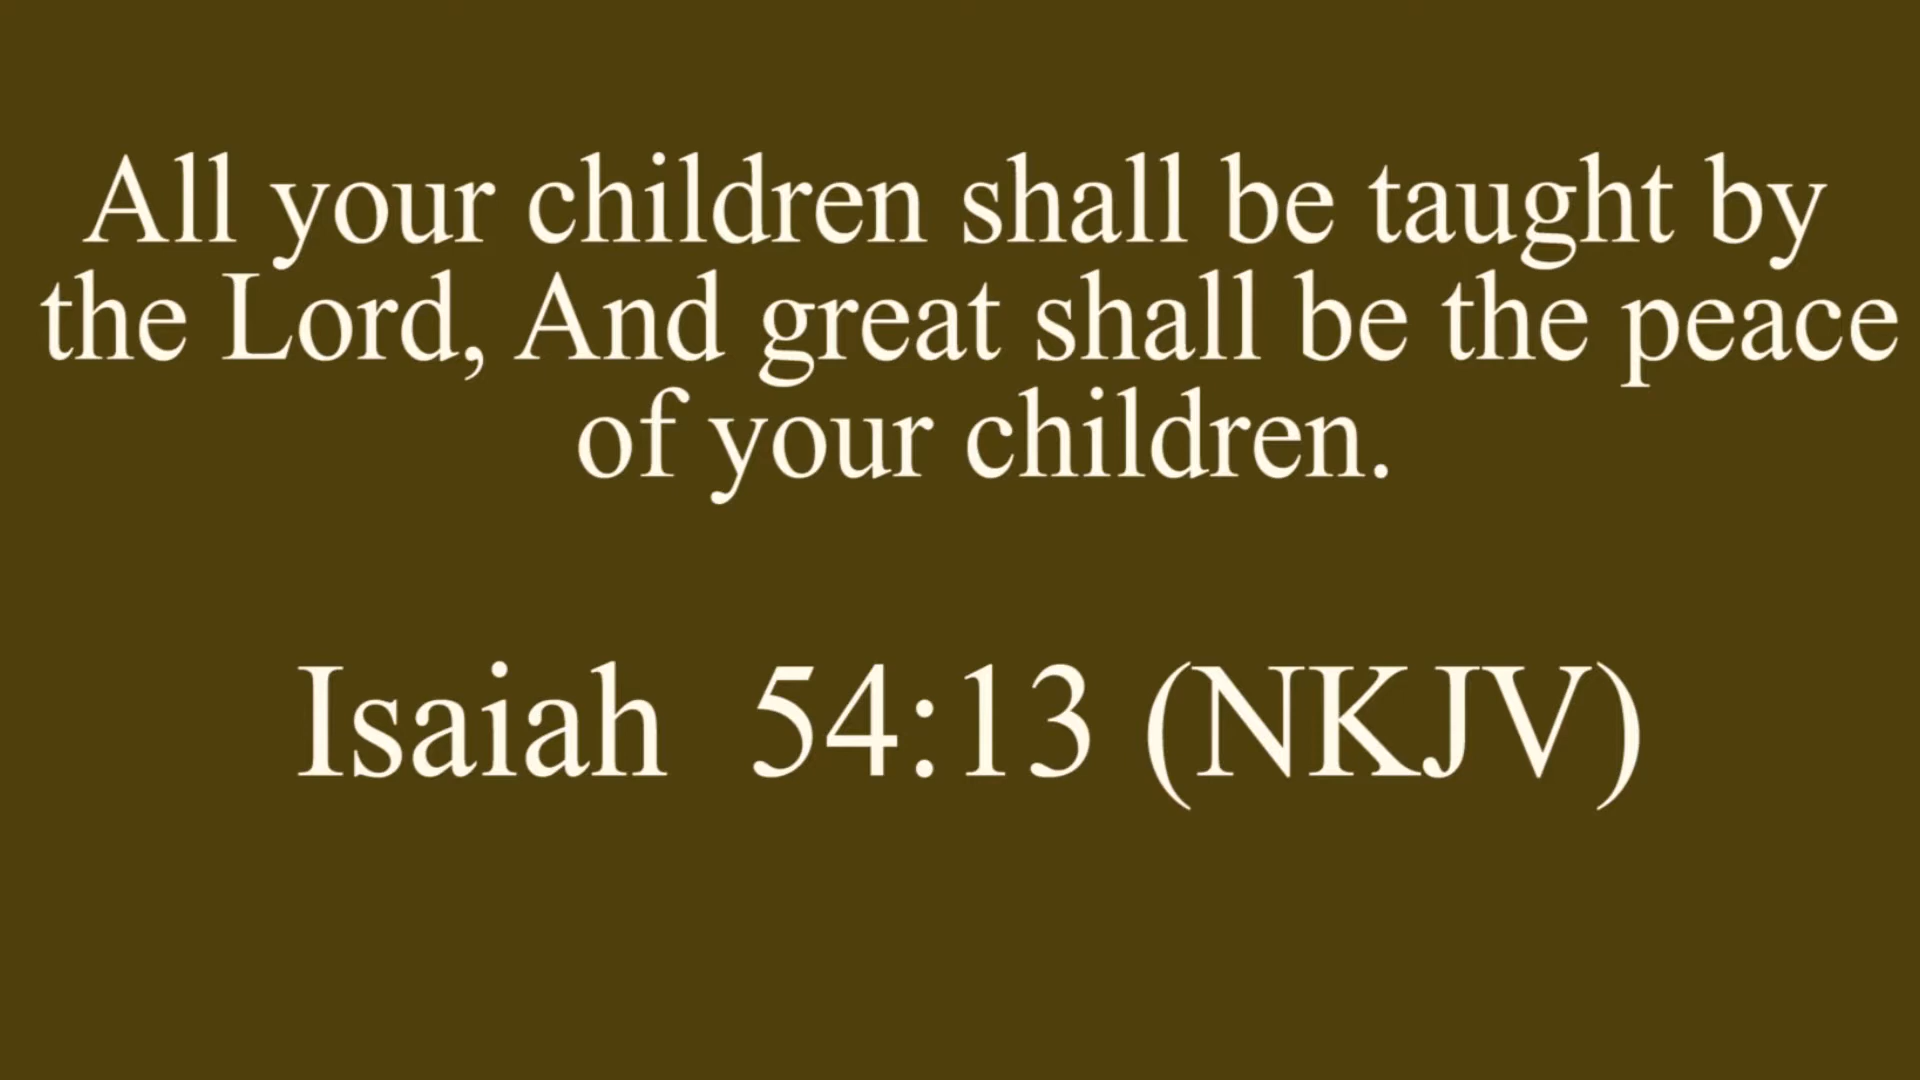 All your children shall be taught by
the Lord, And great shall be the peace
of your children.
Isaiah  54:13 (NKJV)